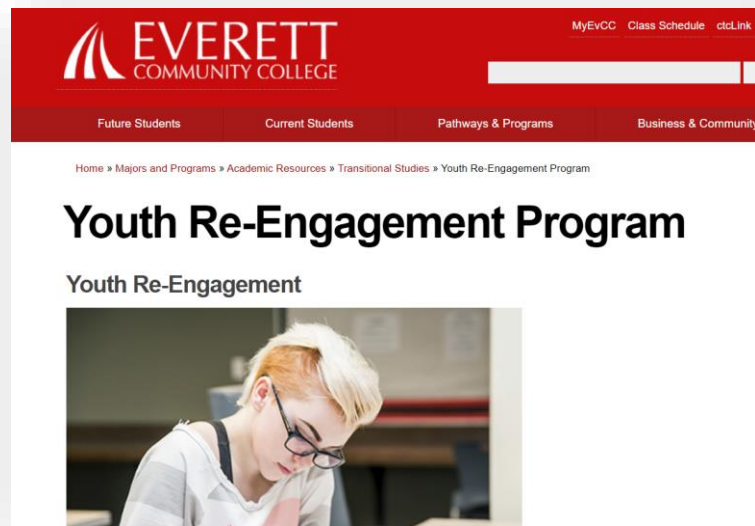 MyEvCC Class Schedule ctcLink
EVERETT
COMMUNITY COLLEGE
Future Students Current Students Pathways & Programs Business & Community
Home » Majors and Programs » Academic Resources » Transitional Studies » Youth Re-Engagement Program
Youth Re-Engagement Program
Youth Re-Engagement